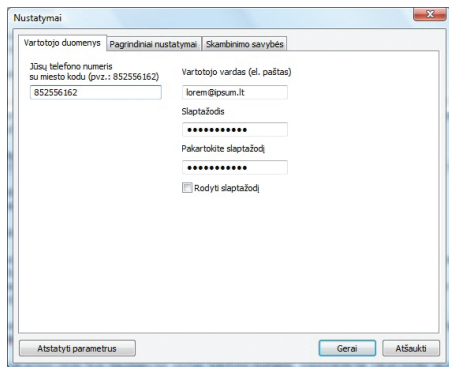 Nustatymai
Vartotojo duomenys Pagrindiniai nustatymai Skambinimo savybės
Jūsų telefono numeris
su miesto kodu (pvz.: 852556162)
852556162
Vartotojo vardas (el. paštas)
lorem@ipsum.lt
Slaptažodis
•••••••••••
Pakartokite slaptažodį
•••••••••••
Rodyti slaptažodį
Atstatyti parametrus Gerai Atšaukti